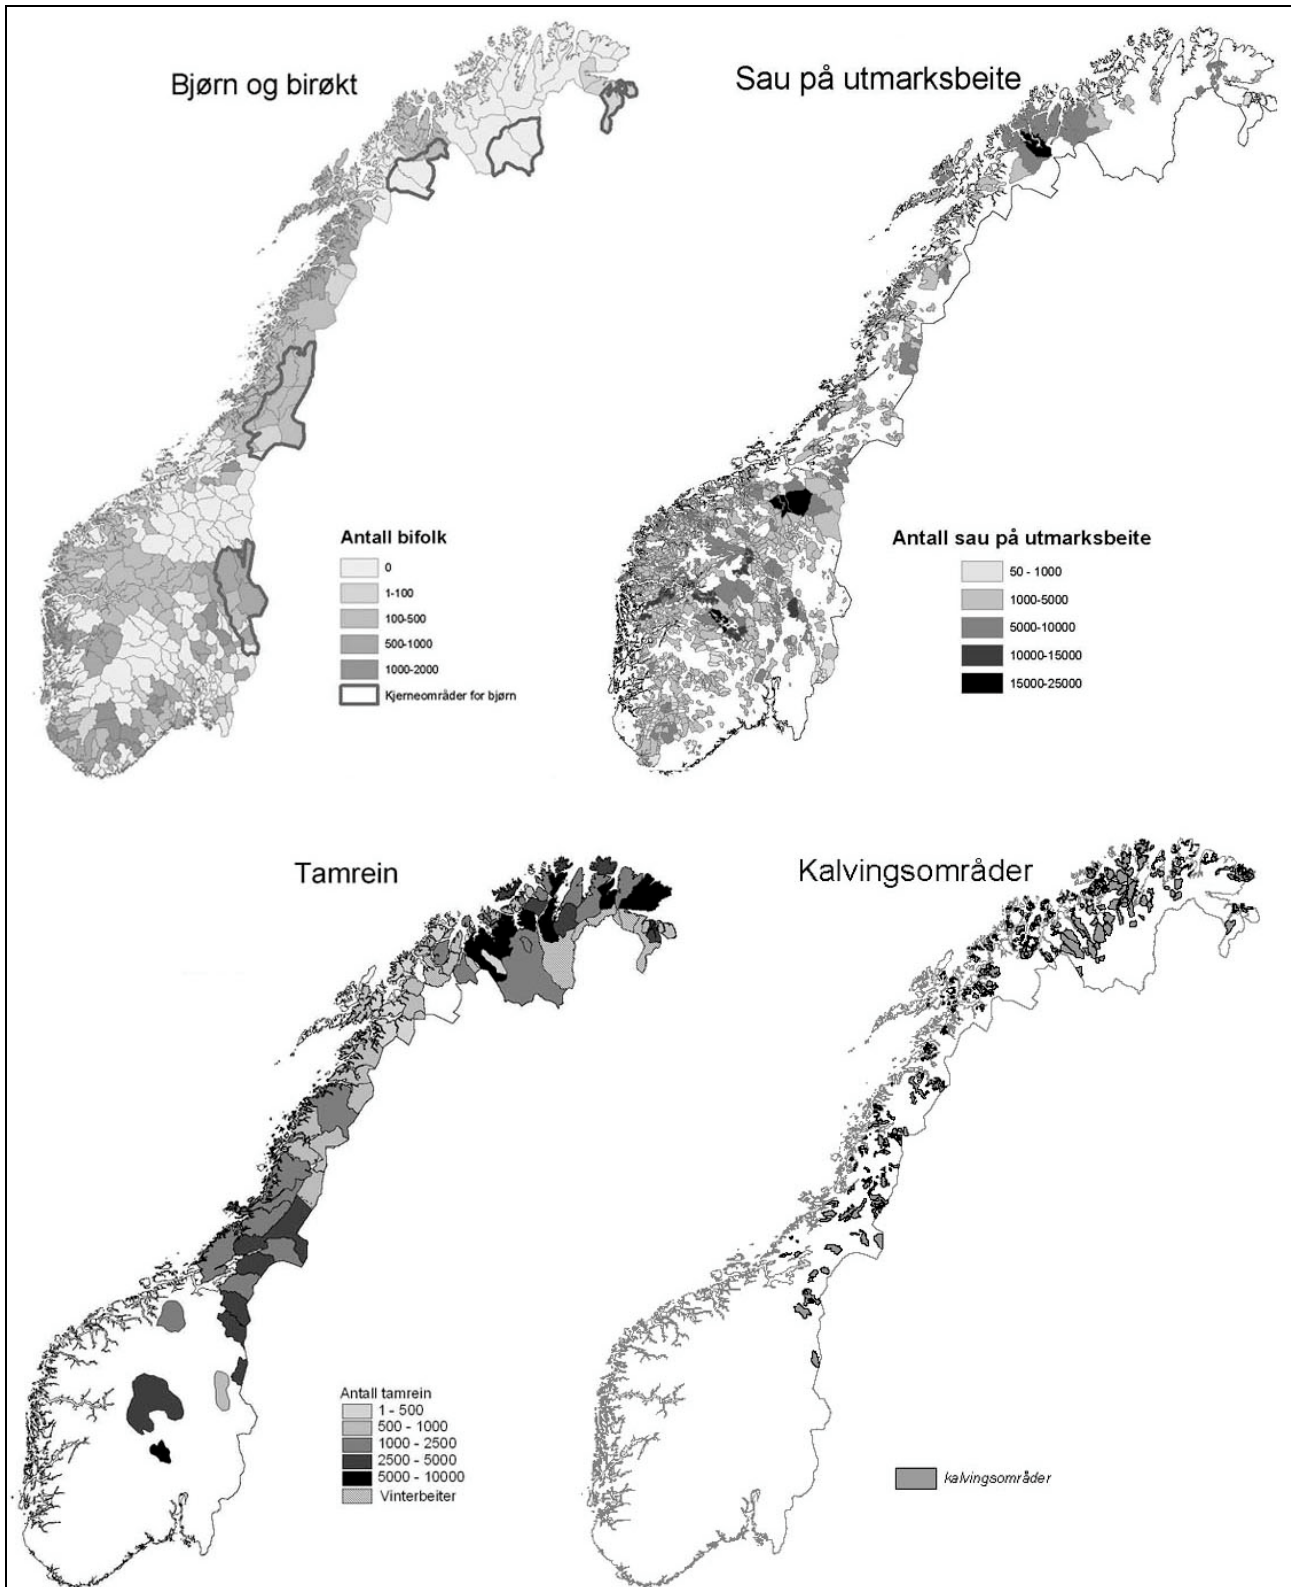 Bjørn og birøkt
Antall bifolk
0
1-100
100-500
500-1000
1000-2000
Kjerneområder for bjørn
Sau på utmarksbeite
Antall sau på utmarksbeite
50 - 1000
1000-5000
5000-10000
10000-15000
15000-25000
Tamrein
Antall tamrein
1 - 500
500 - 1000
1000 - 2500
2500 - 5000
5000 - 10000
Vinterbeiter
Kalvingsområder
kalvingsområder